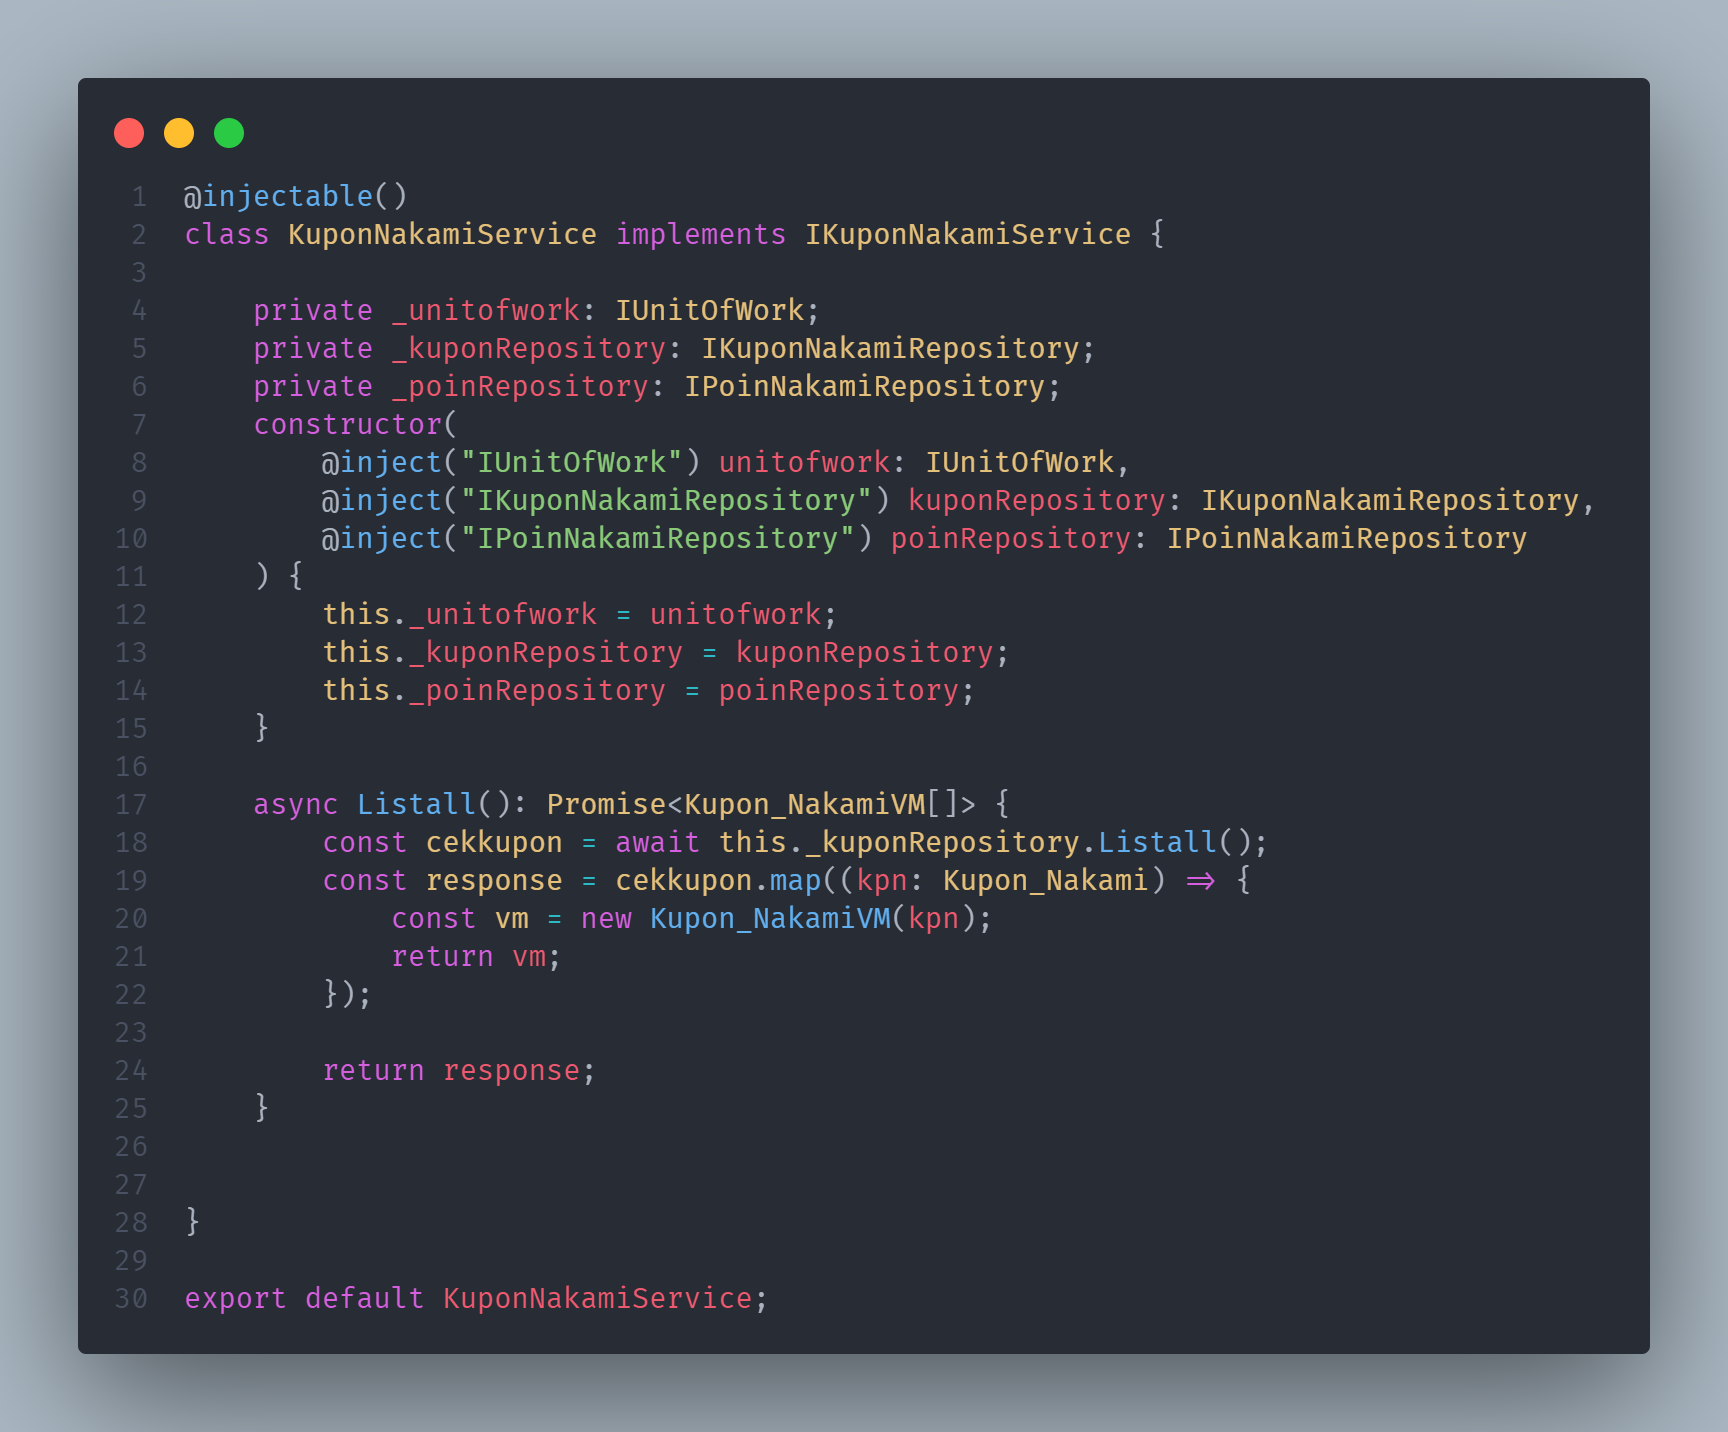 1 @injectable()
2 class KuponNakamiService implements IKuponNakamiService {
3
4     private _unitofwork: IUnitOfWork;
5     private _kuponRepository: IKuponNakamiRepository;
6     private _poinRepository: IPoinNakamiRepository;
7     constructor(
8         @inject("IUnitOfWork") unitofwork: IUnitOfWork,
9         @inject("IKuponNakamiRepository") kuponRepository: IKuponNakamiRepository,
10         @inject("IPoinNakamiRepository") poinRepository: IPoinNakamiRepository
11     ) {
12         this._unitofwork = unitofwork;
13         this._kuponRepository = kuponRepository;
14         this._poinRepository = poinRepository;
15     }
16
17     async Listall(): Promise<Kupon_NakamiVM[]> {
18         const cekkupon = await this._kuponRepository.Listall();
19         const response = cekkupon.map((kpn: Kupon_Nakami) => {
20             const vm = new Kupon_NakamiVM(kpn);
21             return vm;
22         });
23
24         return response;
25     }
26
27
28 }
29
30 export default KuponNakamiService;